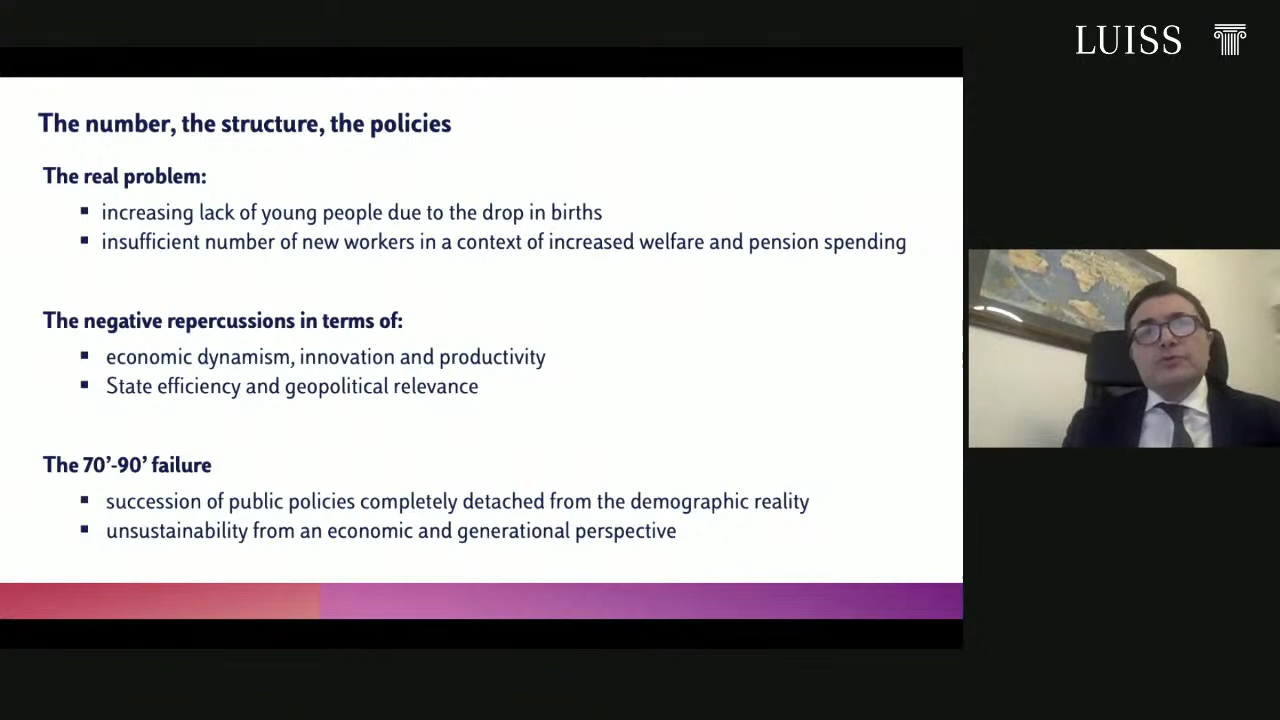 LUISS
The number, the structure, the policies
The real problem:
▪ increasing lack of young people due to the drop in births
▪ insufficient number of new workers in a context of increased welfare and pension spending
The negative repercussions in terms of:
▪ economic dynamism, innovation and productivity
▪ State efficiency and geopolitical relevance
The 70’-90’ failure
▪ succession of public policies completely detached from the demographic reality
▪ unsustainability from an economic and generational perspective